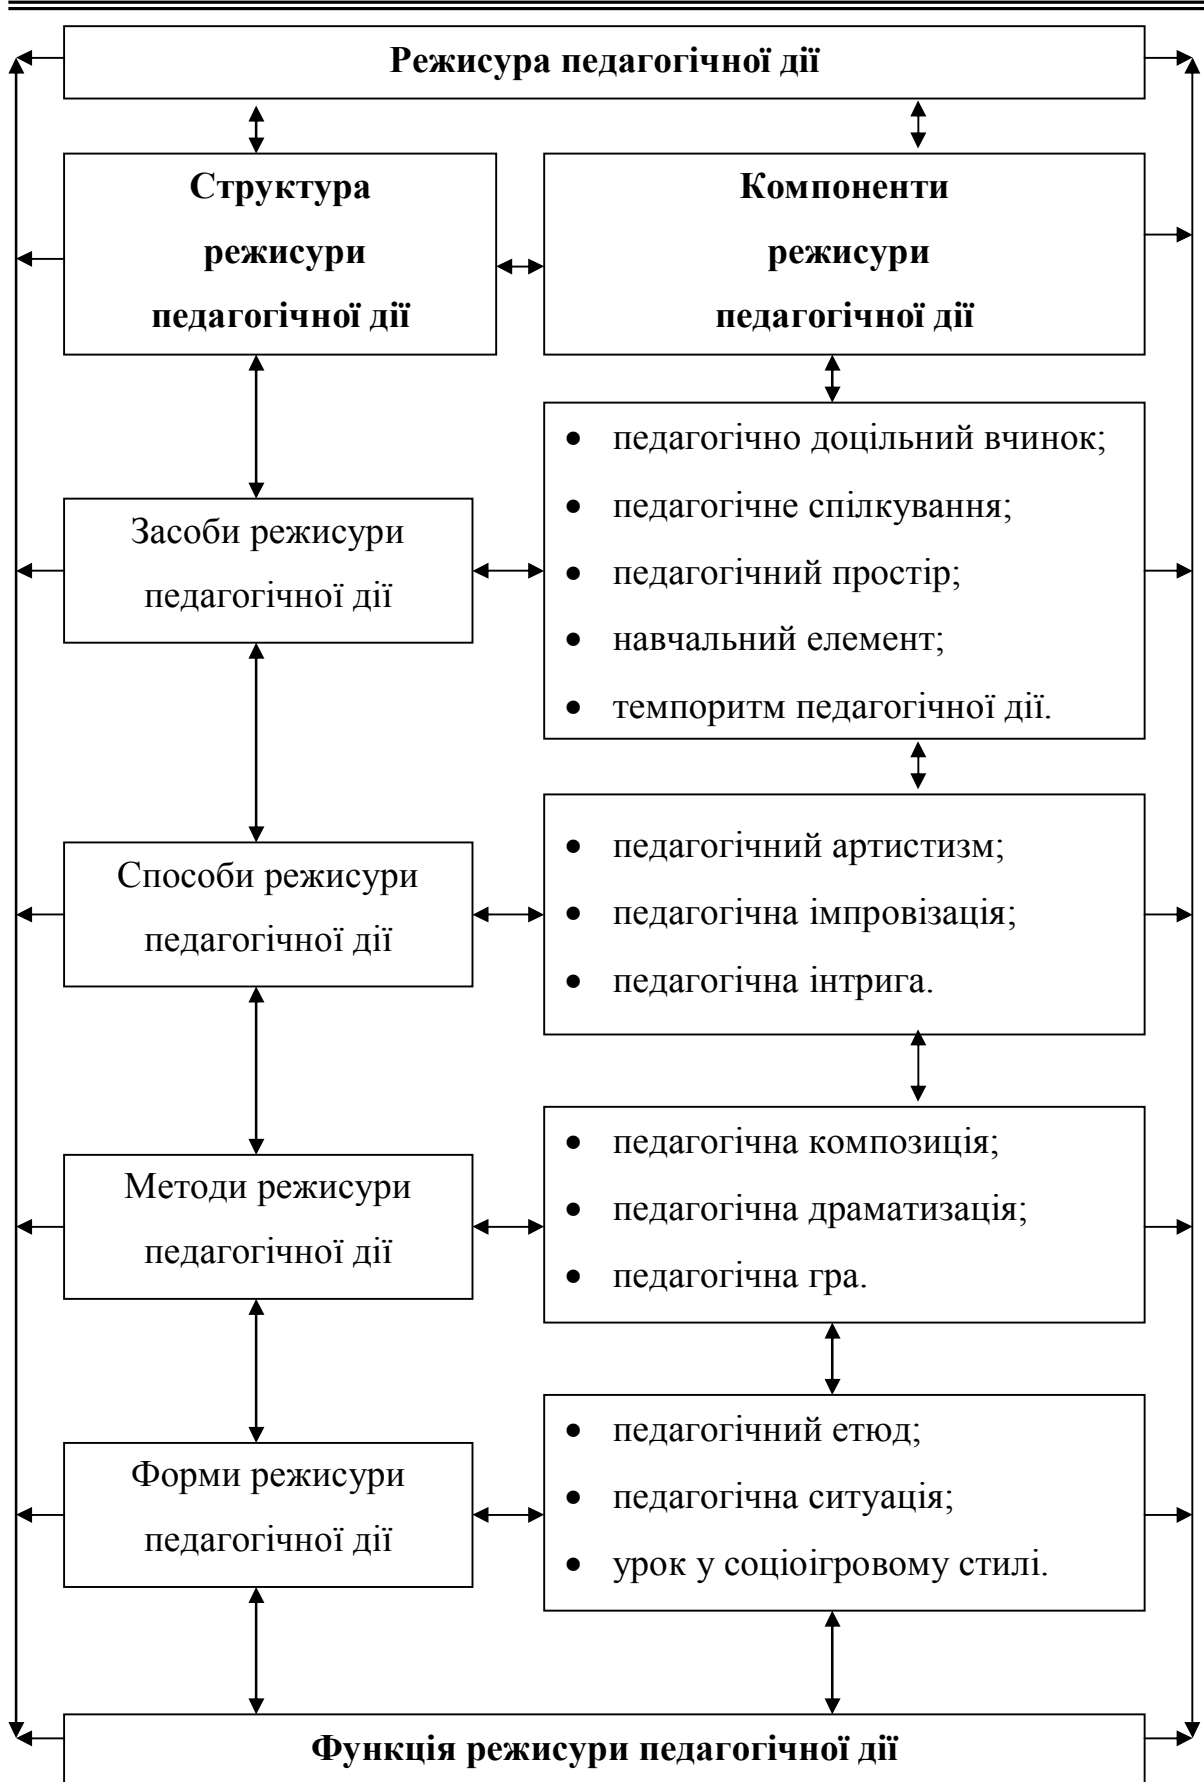 Режисура педагогічної дії
Структура
режисури
педагогічної дії
Компоненти
режисури
педагогічної дії
Засоби режисури
педагогічної дії
• педагогічно доцільний вчинок;
• педагогічне спілкування;
• педагогічний простір;
• навчальний елемент;
• темпоритм педагогічної дії.
Способи режисури
педагогічної дії
• педагогічний артистизм;
• педагогічна імпровізація;
• педагогічна інтрига.
Методи режисури
педагогічної дії
• педагогічна композиція;
• педагогічна драматизація;
• педагогічна гра.
Форми режисури
педагогічної дії
• педагогічний етюд;
• педагогічна ситуація;
• урок у соціоігровому стилі.
Функція режисури педагогічної дії